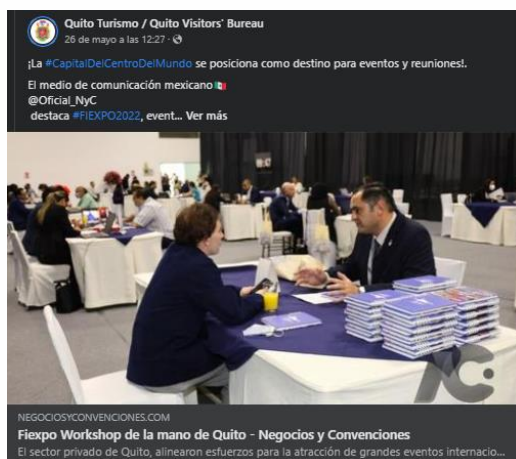 Quito Turismo / Quito Visitors' Bureau
26 de mayo a las 12:27 ·
¡La #CapitalDelCentroDelMundo se posiciona como destino para eventos y reuniones!.
El medio de comunicación mexicano🇲🇽
@Oficial_NyC
destaca #FIEXPO2022, event... Ver más
NEGOCIOSYCONVENCIONES.COM
Fiexpo Workshop de la mano de Quito - Negocios y Convenciones
El sector privado de Quito, alinearon esfuerzos para la atracción de grandes eventos internacio...